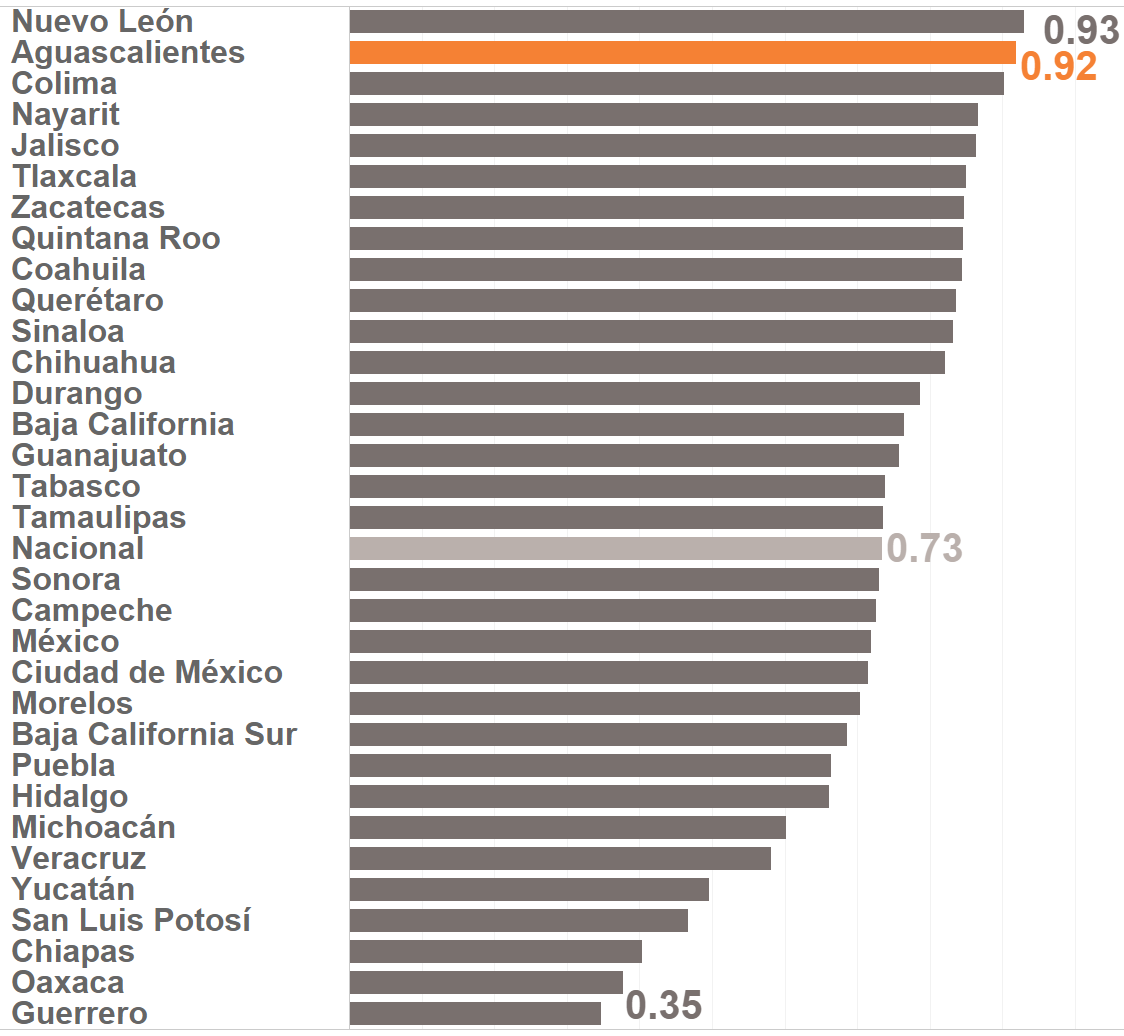 Nuevo León 0.93
Aguascalientes 0.92
Colima
Nayarit
Jalisco
Tlaxcala
Zacatecas
Quintana Roo
Coahuila
Querétaro
Sinaloa
Chihuahua
Durango
Baja California
Guanajuato
Tabasco
Tamaulipas
Nacional 0.73
Sonora
Campeche
México
Ciudad de México
Morelos
Baja California Sur
Puebla
Hidalgo
Michoacán
Veracruz
Yucatán
San Luis Potosí
Chiapas
Oaxaca
Guerrero 0.35